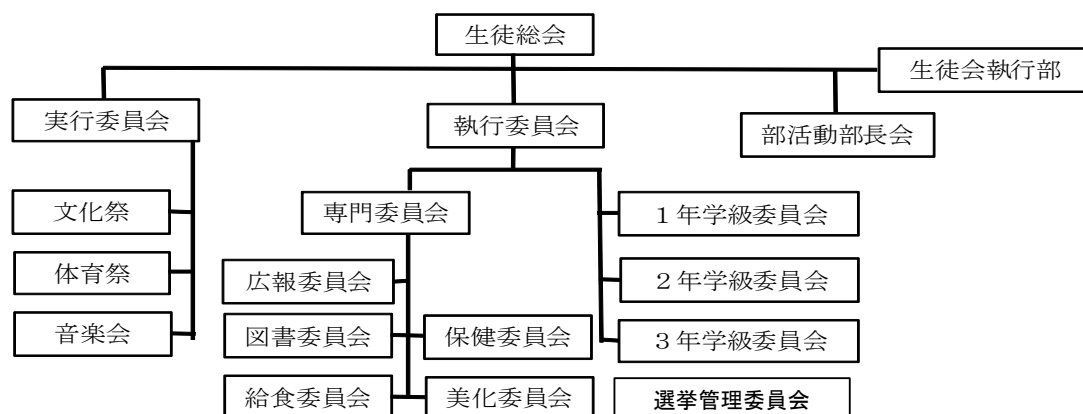 生徒総会
生徒会執行部
実行委員会
執行委員会
部活動部長会
文化祭
専門委員会
1年学級委員会
体育祭
広報委員会
2年学級委員会
音楽会
図書委員会
保健委員会
3年学級委員会
給食委員会
美化委員会
選挙管理委員会